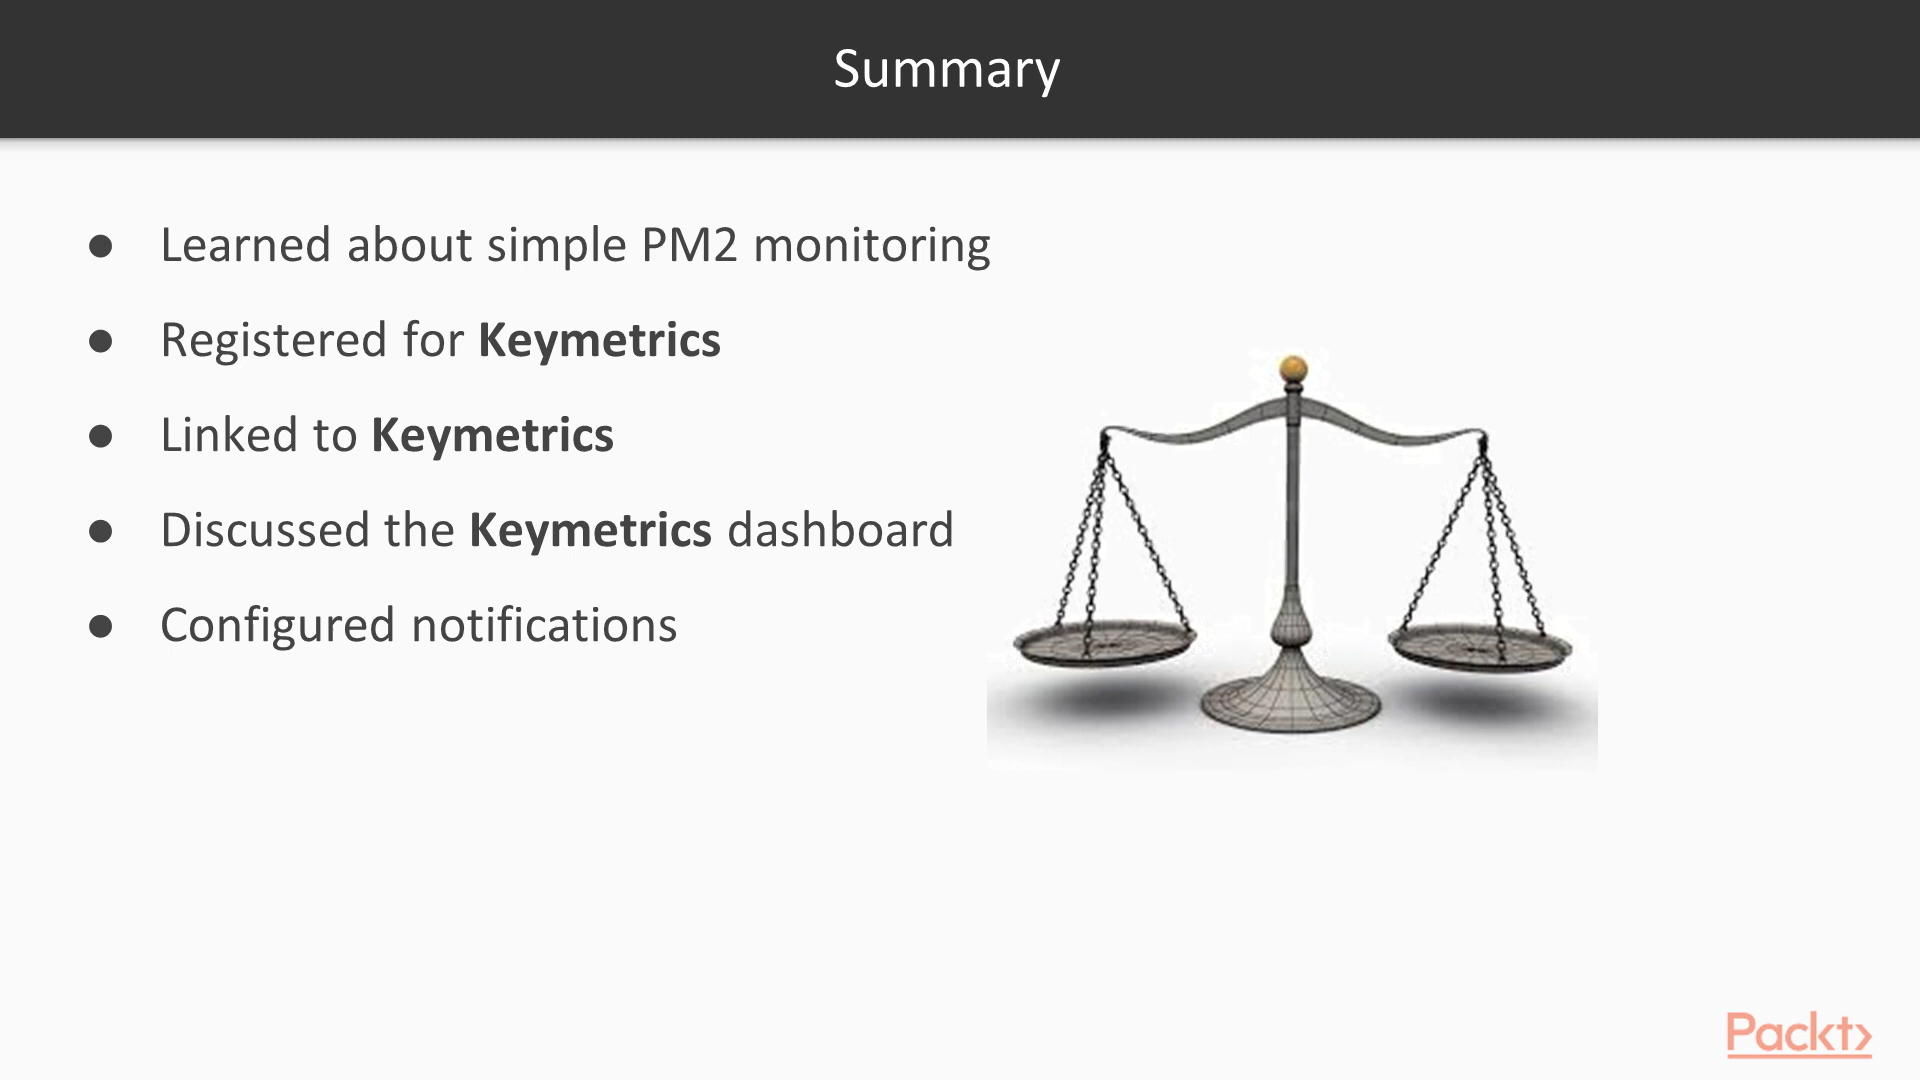 Summary
● Learned about simple PM2 monitoring
● Registered for Keymetrics
● Linked to Keymetrics
● Discussed the Keymetrics dashboard
● Configured notifications
Packt>